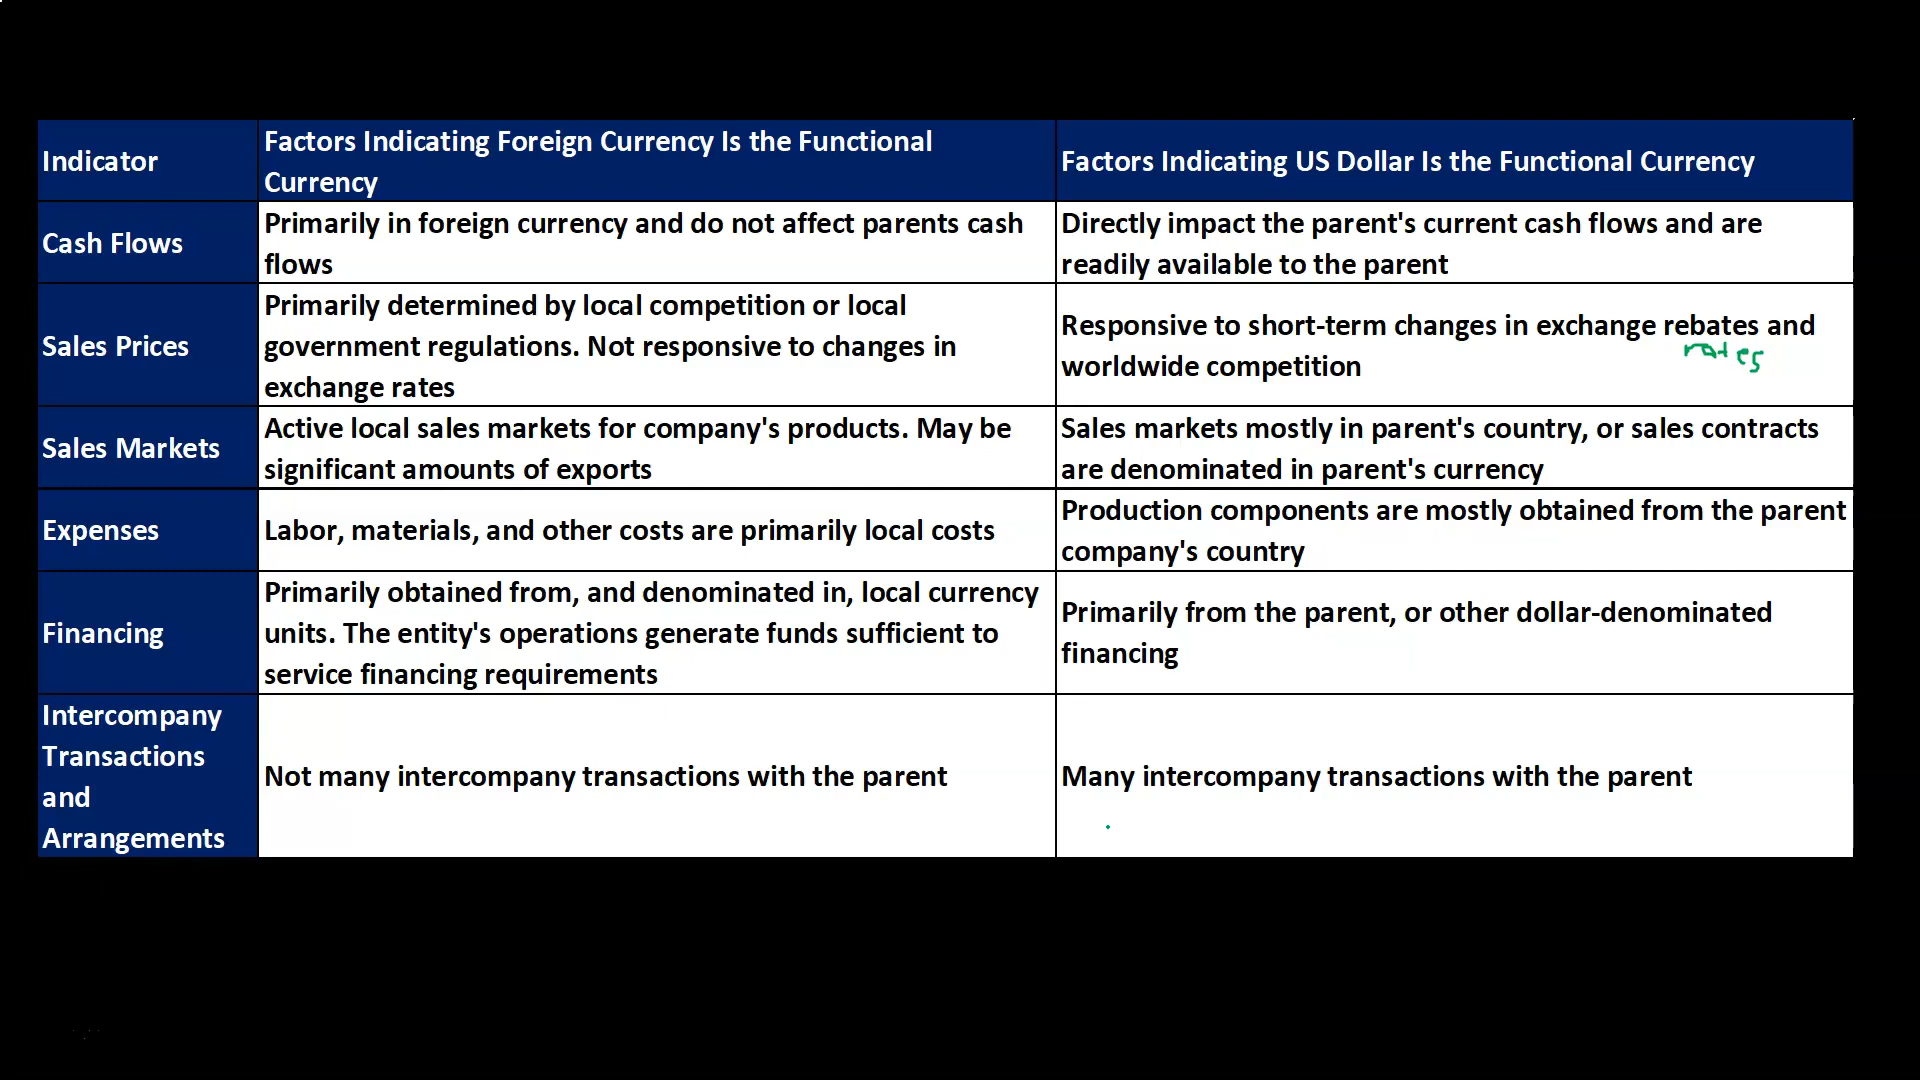 Indicator
Factors Indicating Foreign Currency Is the Functional
Currency
Factors Indicating US Dollar Is the Functional Currency
Cash Flows
Primarily in foreign currency and do not affect parents cash
flows
Directly impact the parent's current cash flows and are
readily available to the parent
Sales Prices
Primarily determined by local competition or local
government regulations. Not responsive to changes in
exchange rates
Responsive to short-term changes in exchange rebates and
rates
worldwide competition
Sales Markets
Active local sales markets for company's products. May be
significant amounts of exports
Sales markets mostly in parent's country, or sales contracts
are denominated in parent's currency
Expenses
Labor, materials, and other costs are primarily local costs
Production components are mostly obtained from the parent
company's country
Financing
Primarily obtained from, and denominated in, local currency
units. The entity's operations generate funds sufficient to
service financing requirements
Primarily from the parent, or other dollar-denominated
financing
Intercompany
Transactions
and
Arrangements
Not many intercompany transactions with the parent
Many intercompany transactions with the parent